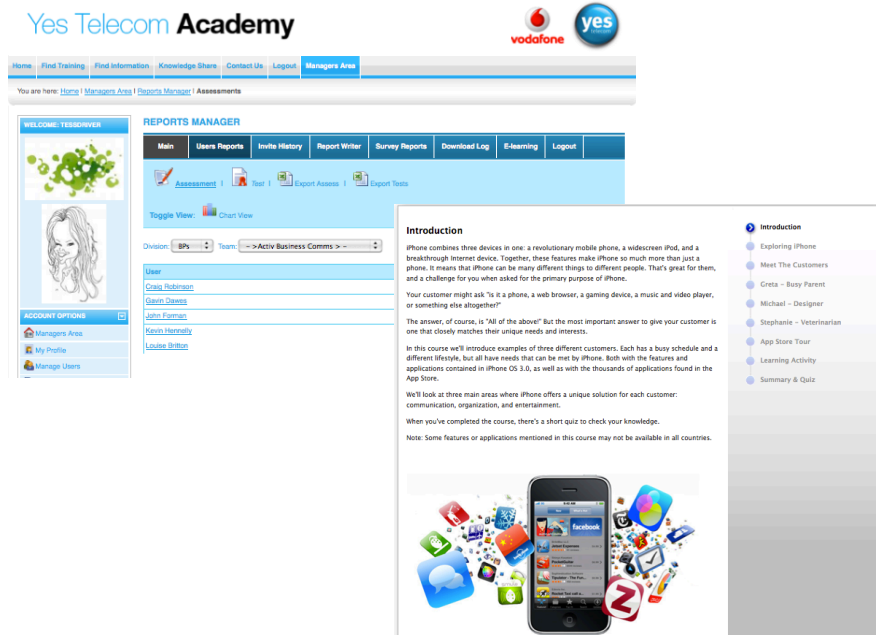 Yes Telecom Academy
vodafone
yes
telecom
Home Find Training Find Information Knowledge Share Contact Us Logout Managers Area
You are here: Home | Managers Area | Reports Manager | Assessments
WELCOME: TESSDRIVER
ACCOUNT OPTIONS
Managers Area
My Profile
Manage Users
REPORTS MANAGER
Main Users Reports Invite History Report Writer Survey Reports Download Log E-learning Logout
Assessment | Test | Export Assess | Export Tests
Toggle View: Chart View
Division: BPs Team: - >Activ Business Comms > -
User
Craig Robinson
Gavin Dawes
John Forman
Kevin Hennelly
Louise Britton
Introduction
iPhone combines three devices in one: a revolutionary mobile phone, a widescreen iPod, and a
breakthrough Internet device. Together, these features make iPhone so much more than just a
phone. It means that iPhone can be many different things to different people. That's great for them,
and a challenge for you when asked for the primary purpose of iPhone.
Your customer might ask "is it a phone, a web browser, a gaming device, a music and video player,
or something else altogether?"
The answer, of course, is "All of the above!" But the most important answer to give your customer is
one that closely matches their unique needs and interests.
In this course we'll introduce examples of three different customers. Each has a busy schedule and a
different lifestyle, but all have needs that can be met by iPhone. Both with the features and
applications contained in iPhone OS 3.0, as well as with the thousands of applications found in the
App Store.
We'll look at three main areas where iPhone offers a unique solution for each customer:
communication, organization, and entertainment.
When you've completed the course, there's a short quiz to check your knowledge.
Note: Some features or applications mentioned in this course may not be available in all countries.
facebook
Introduction
Exploring iPhone
Meet The Customers
Greta - Busy Parent
Michael - Designer
Stephanie - Veterinarian
App Store Tour
Learning Activity
Summary & Quiz